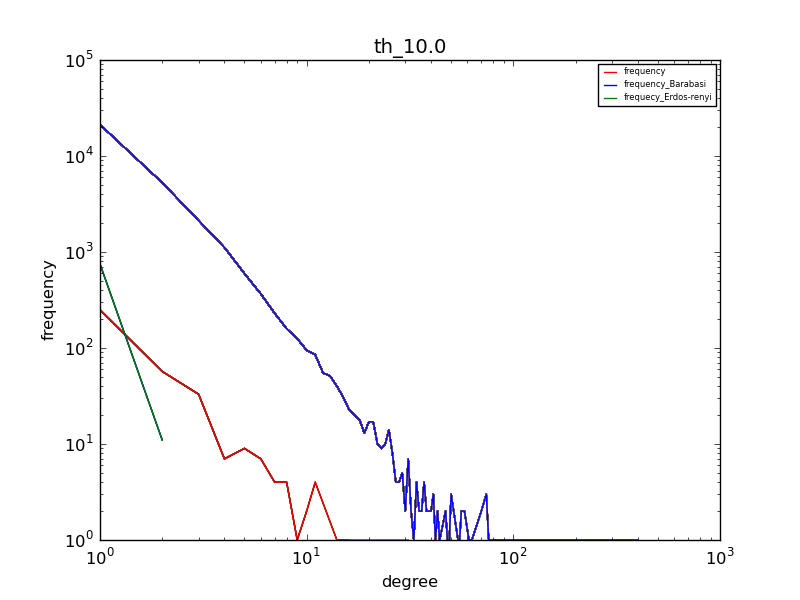 th_10.0
frequency
frequency_Barabasi
frequecy_Erdos-renyi
10^5
10^4
10^3
10^2
10^1
10^0
frequency
10^0
10^1
10^2
10^3
degree